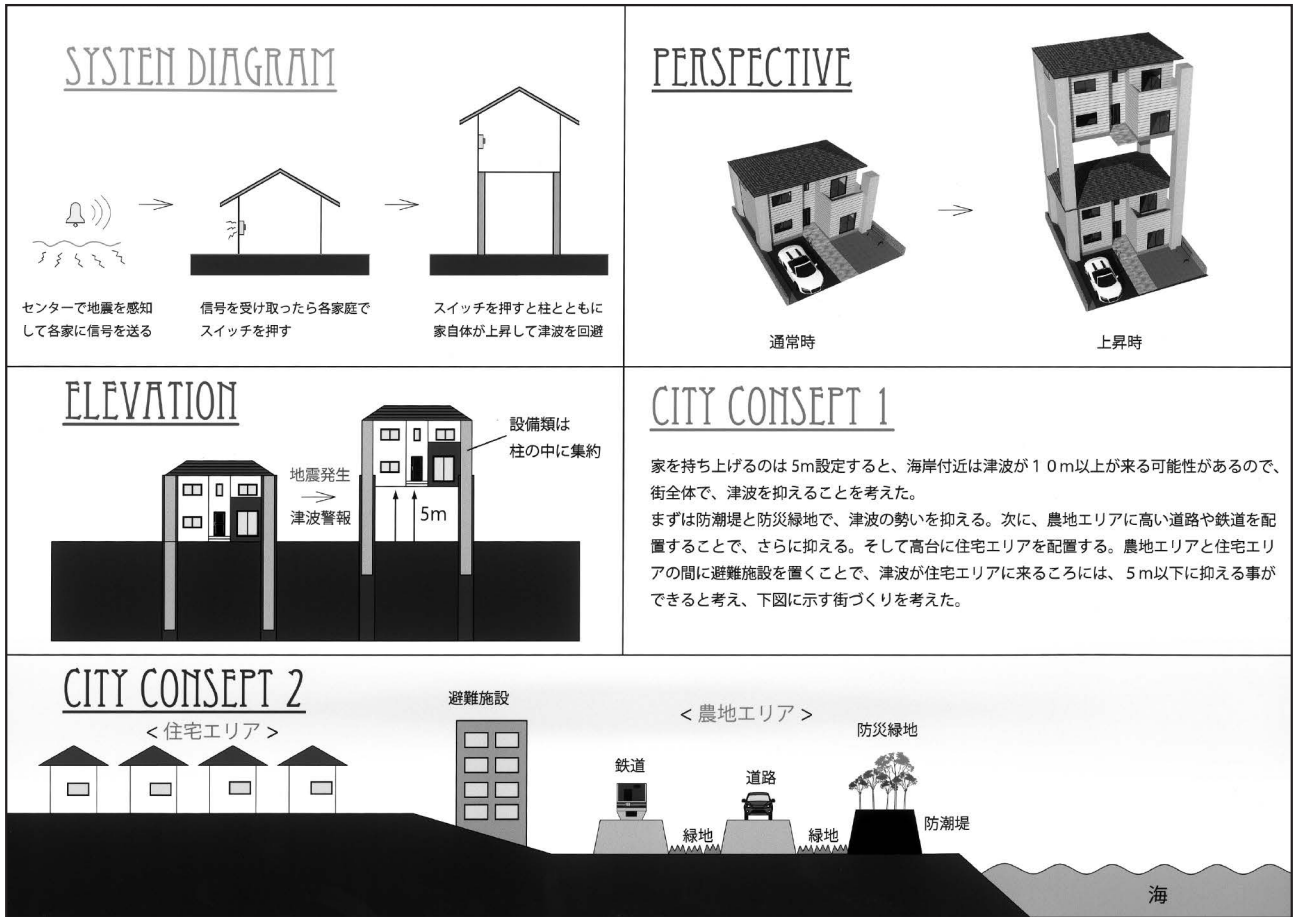 SYSTEN DIAGRAM
センターで地震を感知
して各家に信号を送る
信号を受け取ったら各家庭で
スイッチを押す
スイッチを押すと柱とともに
家自体が上昇して津波を回避
PERSPECTIVE
通常時
上昇時
ELEVATION
地震発生
津波警報
5m
設備類は
柱の中に集約
CITY CONSEPT 1
家を持ち上げるのは 5m設定すると、海岸付近は津波が１０m以上が来る可能性があるので、
街全体で、津波を抑えることを考えた。
まずは防潮堤と防災緑地で、津波の勢いを抑える。次に、農地エリアに高い道路や鉄道を配
置することで、さらに抑える。そして高台に住宅エリアを配置する。農地エリアと住宅エリ
アの間に避難施設を置くことで、津波が住宅エリアに来るころには、５m以下に抑える事が
できると考え、下図に示す街づくりを考えた。
CITY CONSEPT 2
＜住宅エリア＞
避難施設
＜農地エリア＞
鉄道
緑地
道路
緑地
防災緑地
防潮堤
海